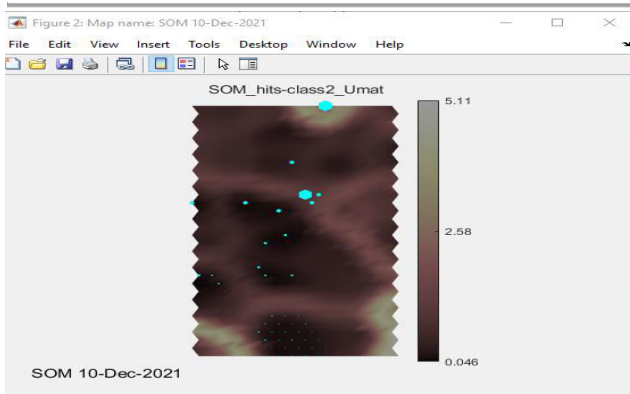 Figure 2: Map name: SOM 10-Dec-2021
File Edit View Insert Tools Desktop Window Help
SOM_hits-class2_Umat
5.11
2.58
0.046
SOM 10-Dec-2021